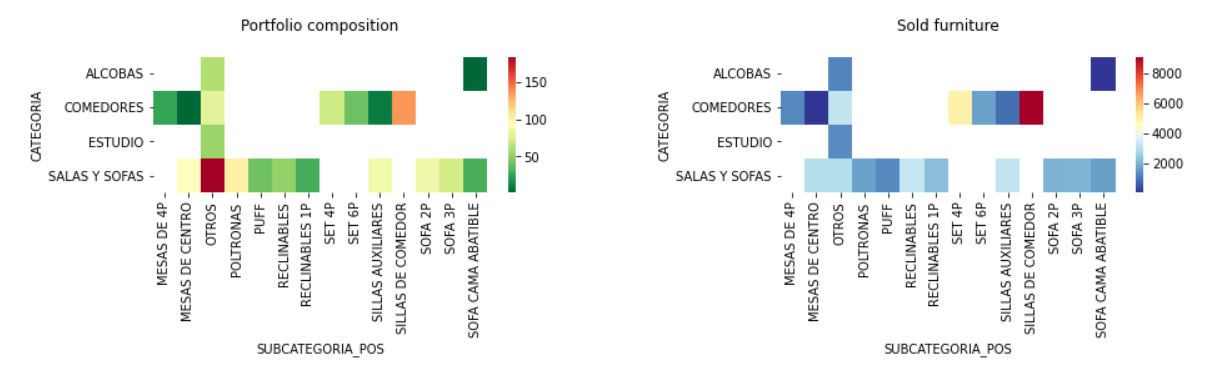 Portfolio composition
CATEGORIA
ALCOBAS
COMEDORES
ESTUDIO
SALAS Y SOFAS
MESAS DE 4P
MESAS DE CENTRO
OTROS
POLTRONAS
PUFF
RECLINABLES
RECLINABLES 1P
SET 4P
SET 6P
SILLAS AUXILIARES
SILLAS DE COMEDOR
SOFA 2P
SOFA 3P
SOFA CAMA ABATIBLE
SUBCATEGORIA_POS
150
100
50
Sold furniture
CATEGORIA
ALCOBAS
COMEDORES
ESTUDIO
SALAS Y SOFAS
MESAS DE 4P
MESAS DE CENTRO
OTROS
POLTRONAS
PUFF
RECLINABLES
RECLINABLES 1P
SET 4P
SET 6P
SILLAS AUXILIARES
SILLAS DE COMEDOR
SOFA 2P
SOFA 3P
SOFA CAMA ABATIBLE
SUBCATEGORIA_POS
8000
6000
4000
2000